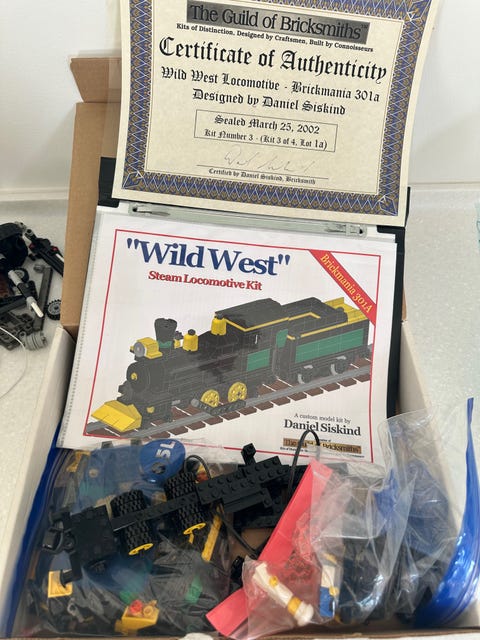 The Guild of Bricksmiths
Kits of Distinction, Designed by Craftsmen, Built by Connoisseurs
Certificate of Authenticity
Wild West Locomotive - Brickmania 301a
Designed by Daniel Siskind
Sealed March 25, 2002
Kit Number 3 - (Kit 3 of 4, Lot 1a)
Certified by Daniel Siskind, Bricksmith
"Wild West"
Steam Locomotive Kit
Brickmania 301A
A custom model kit by
Daniel Siskind
The Guild of Bricksmiths
5L